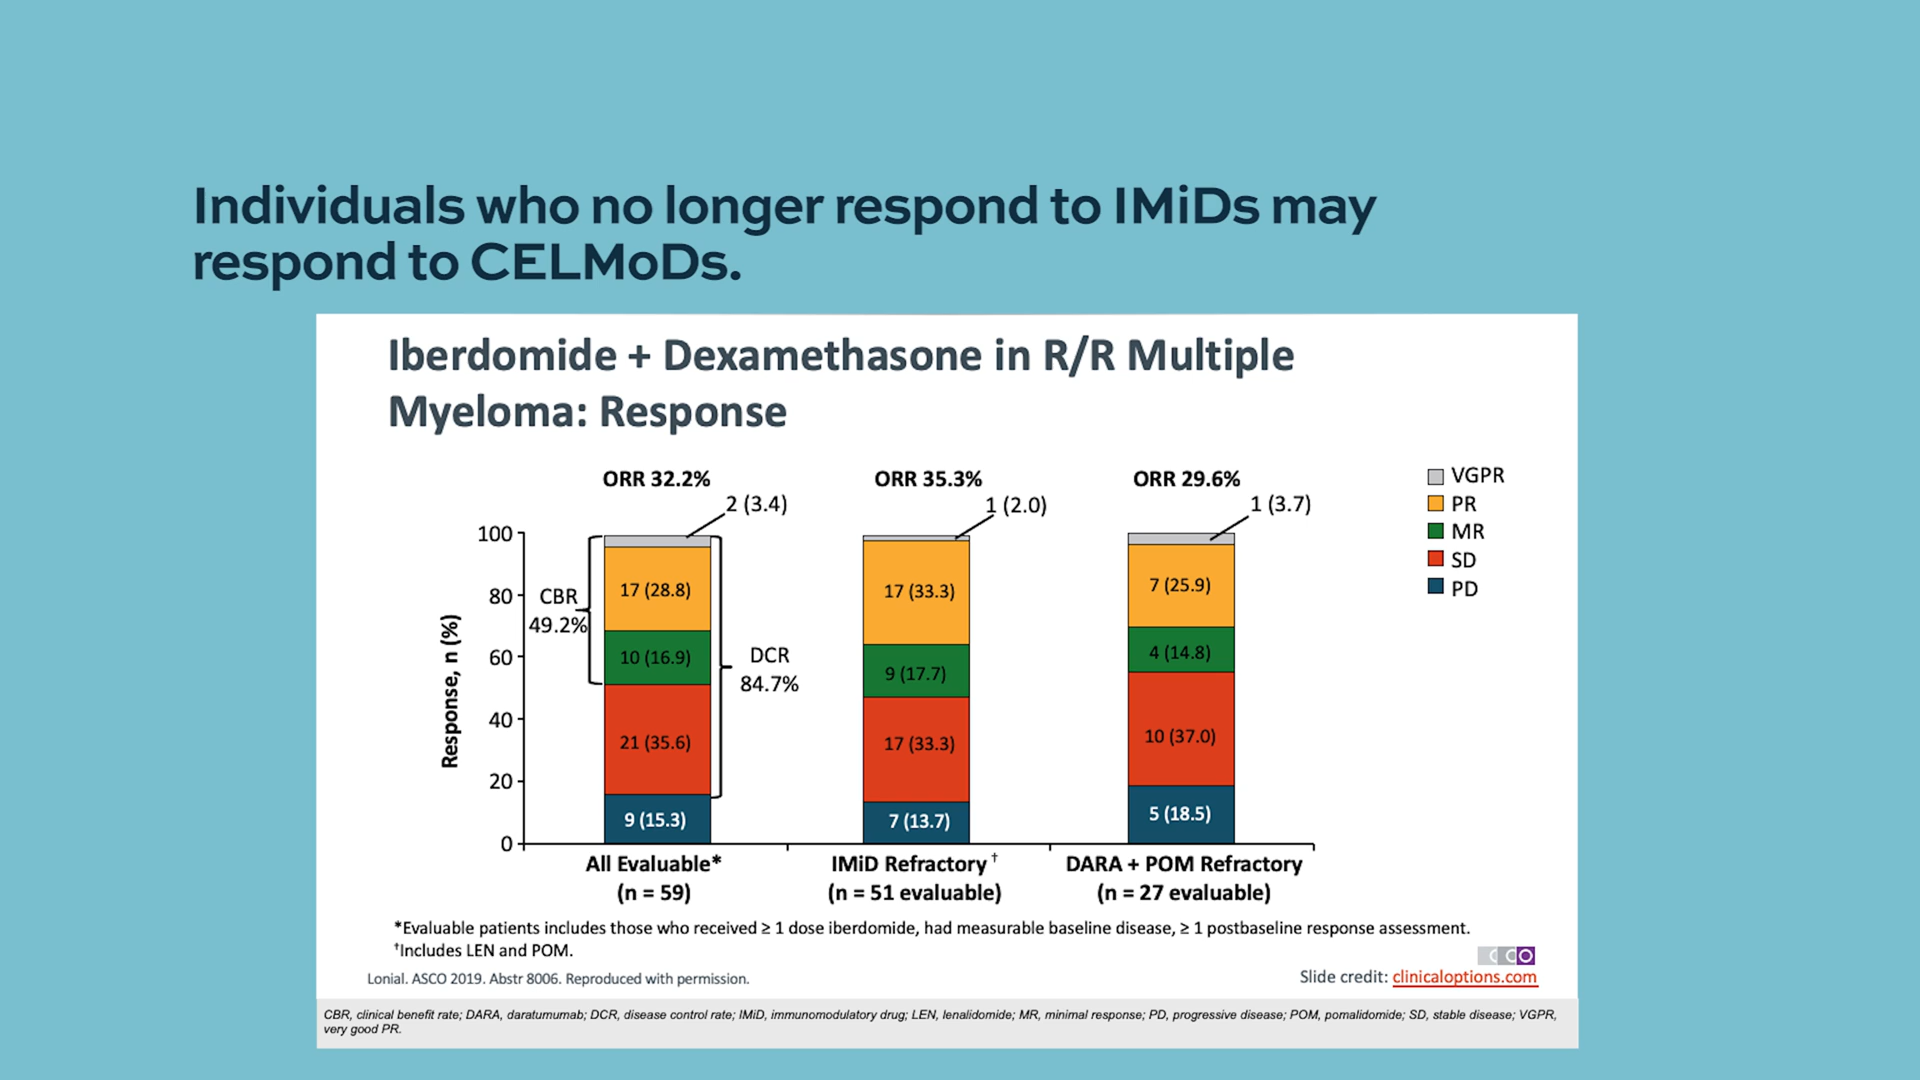 Individuals who no longer respond to IMiDs may
respond to CELMoDs.
Iberdomide + Dexamethasone in R/R Multiple
Myeloma: Response
ORR 32.2%
ORR 35.3%
ORR 29.6%
2 (3.4)
1 (2.0)
1 (3.7)
VGPR
PR
MR
SD
PD
Response, n (%)
100
80
60
40
20
0
CBR
49.2%
DCR
84.7%
17 (28.8)
10 (16.9)
21 (35.6)
9 (15.3)
17 (33.3)
9 (17.7)
17 (33.3)
7 (13.7)
7 (25.9)
4 (14.8)
10 (37.0)
5 (18.5)
All Evaluable*
(n = 59)
IMiD Refractory †
(n = 51 evaluable)
DARA + POM Refractory
(n = 27 evaluable)
*Evaluable patients includes those who received ≥ 1 dose iberdomide, had measurable baseline disease, ≥ 1 postbaseline response assessment.
†Includes LEN and POM.
CCO
Lonial. ASCO 2019. Abstr 8006. Reproduced with permission.
Slide credit: clinicaloptions.com
CBR, clinical benefit rate; DARA, daratumumab; DCR, disease control rate; IMiD, immunomodulatory drug; LEN, lenalidomide; MR, minimal response; PD, progressive disease; POM, pomalidomide; SD, stable disease; VGPR,
very good PR.